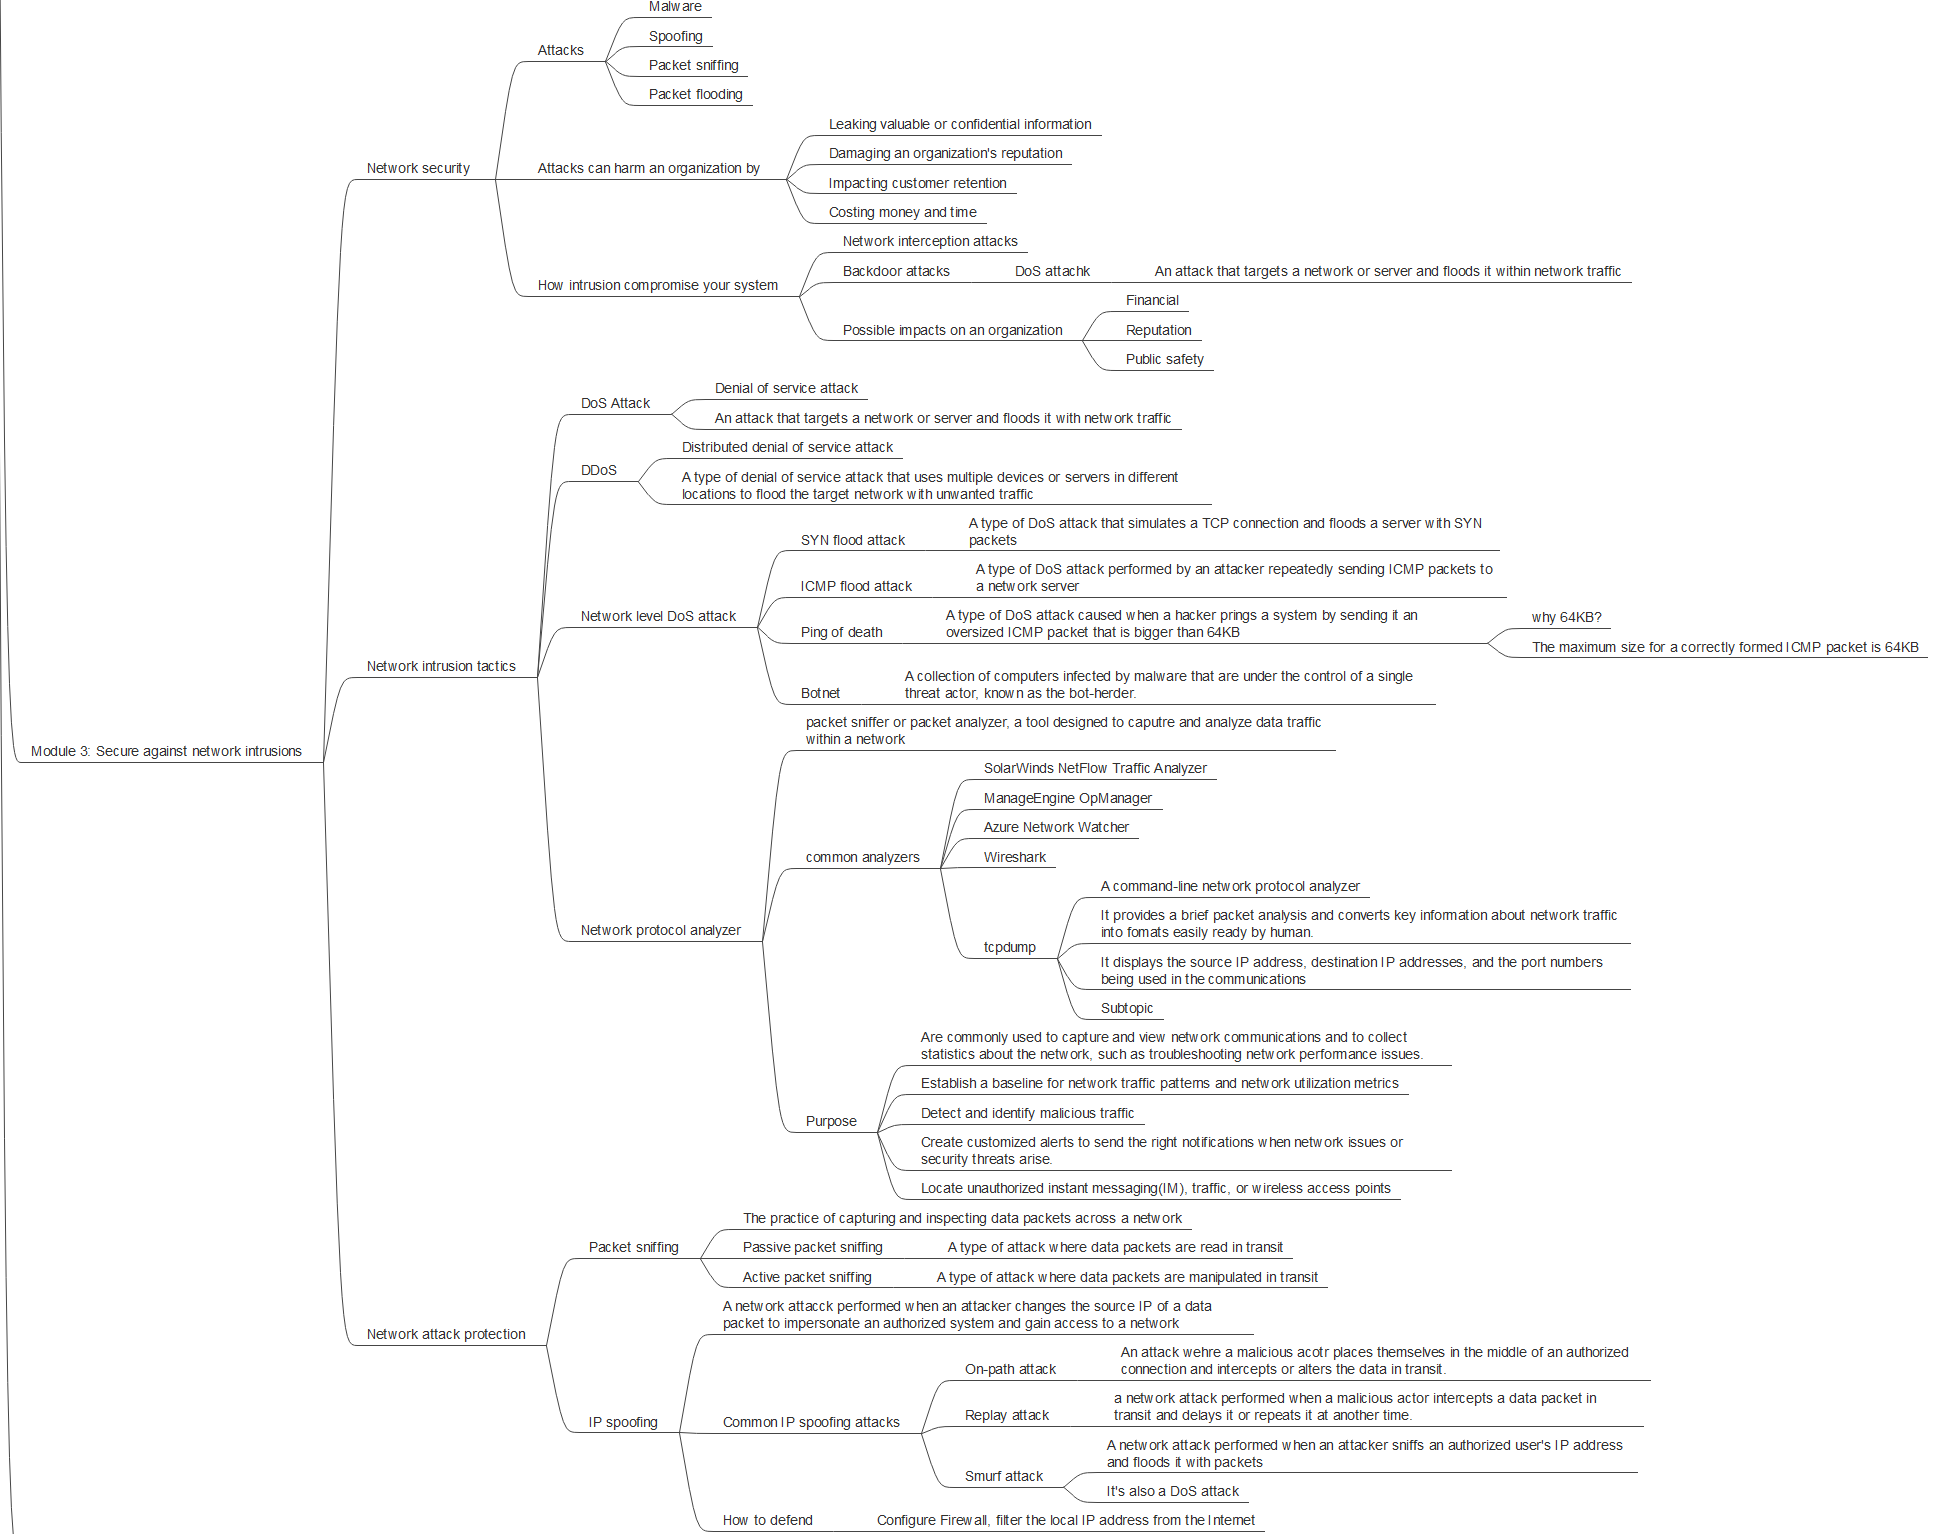 Malware
Spoofing
Attacks
Packet sniffing
Packet flooding
Leaking valuable or confidential information
Damaging an organization's reputation
Network security
Attacks can harm an organization by
Impacting customer retention
Costing money and time
Network interception attacks
Backdoor attacks
DoS attachk
An attack that targets a network or server and floods it within network traffic
How intrusion compromise your system
Financial
Possible impacts on an organization
Reputation
Public safety
Denial of service attack
DoS Attack
An attack that targets a network or server and floods it with network traffic
Distributed denial of service attack
DDoS
A type of denial of service attack that uses multiple devices or servers in different
locations to flood the target network with unwanted traffic
SYN flood attack
A type of DoS attack that simulates a TCP connection and floods a server with SYN
packets
ICMP flood attack
A type of DoS attack performed by an attacker repeatedly sending ICMP packets to
a network server
Network level DoS attack
Ping of death
A type of DoS attack caused when a hacker prings a system by sending it an
oversized ICMP packet that is bigger than 64KB
why 64KB?
The maximum size for a correctly formed ICMP packet is 64KB
Network intrusion tactics
Botnet
A collection of computers infected by malware that are under the control of a single
threat actor, known as the bot-herder.
packet sniffer or packet analyzer, a tool designed to caputre and analyze data traffic
within a network
Module 3: Secure against network intrusions
SolarWinds NetFlow Traffic Analyzer
ManageEngine OpManager
Azure Network Watcher
common analyzers
Wireshark
A command-line network protocol analyzer
It provides a brief packet analysis and converts key information about network traffic
into fomats easily ready by human.
Network protocol analyzer
tcpdump
It displays the source IP address, destination IP addresses, and the port numbers
being used in the communications
Subtopic
Are commonly used to capture and view network communications and to collect
statistics about the network, such as troubleshooting network performance issues.
Establish a baseline for network traffic patterns and network utilization metrics
Purpose
Detect and identify malicious traffic
Create customized alerts to send the right notifications when network issues or
security threats arise.
Locate unauthorized instant messaging(IM), traffic, or wireless access points
The practice of capturing and inspecting data packets across a network
Packet sniffing
Passive packet sniffing
A type of attack where data packets are read in transit
Active packet sniffing
A type of attack where data packets are manipulated in transit
Network attack protection
A network attacck performed when an attacker changes the source IP of a data
packet to impersonate an authorized system and gain access to a network
On-path attack
An attack wehre a malicious acotr places themselves in the middle of an authorized
connection and intercepts or alters the data in transit.
IP spoofing
Common IP spoofing attacks
Replay attack
a network attack performed when a malicious actor intercepts a data packet in
transit and delays it or repeats it at another time.
Smurf attack
A network attack performed when an attacker sniffs an authorized user's IP address
and floods it with packets
It's also a DoS attack
How to defend
Configure Firewall, filter the local IP address from the Internet